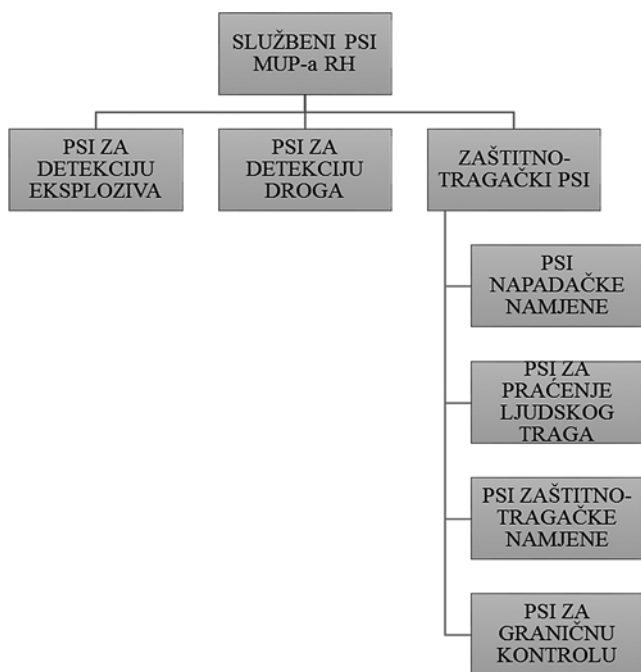 SLUŽBENI PSI
MUP-a RH
PSI ZA
DETEKCIJU
EKSPLOZIVA
PSI ZA
DETEKCIJU
DROGA
ZAŠTITNO-
TRAGAČKI PSI
PSI
NAPADAČKE
NAMJENE
PSI ZA
PRAĆENJE
LJUDSKOG
TRAGA
PSI ZAŠTITNO-
TRAGAČKE
NAMJENE
PSI ZA
GRANIČNU
KONTROLU